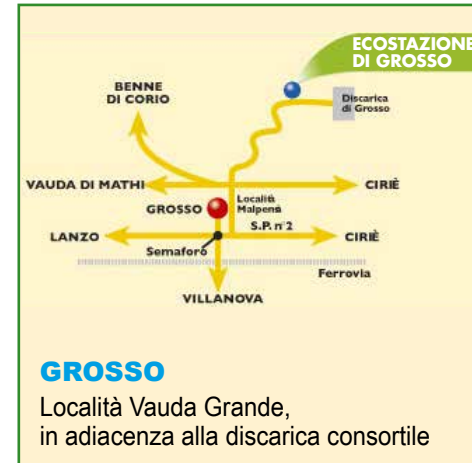 ECOSTAZIONE
DI GROSSO
BENNE
DI CORIO
Discarica
di Grosso
VAUDA DI MATHI
CIRIÈ
GROSSO
Località
Malpensà
S.P. n°2
LANZO
CIRIÈ
Semaforo
Ferrovia
VILLANOVA
GROSSO
Località Vauda Grande,
in adiacenza alla discarica consortile